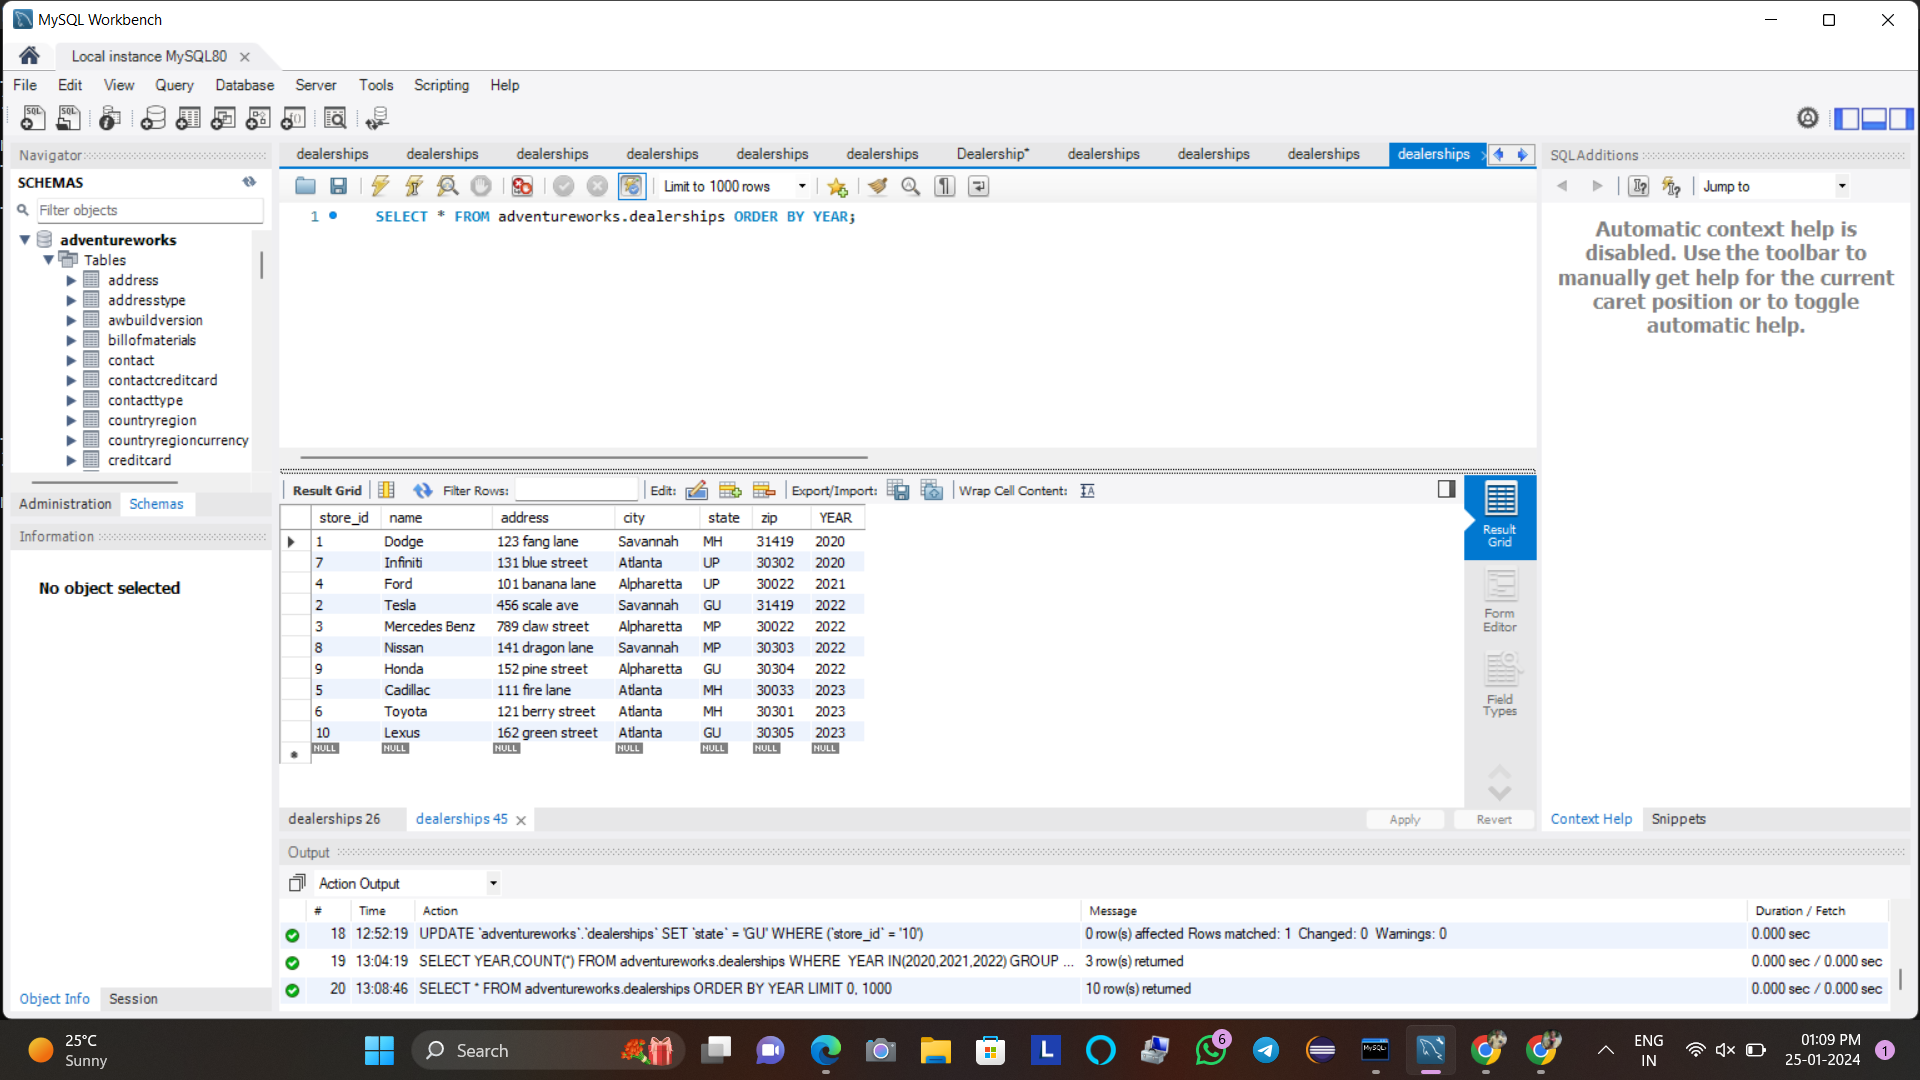 MySQL Workbench
Local instance MySQL80
File Edit View Query Database Server Tools Scripting Help
Navigator
SCHEMAS
Filter objects
adventureworks
Tables
address
addresstype
awbuildversion
billofmaterials
contact
contactcreditcard
contacttype
countryregion
countryregioncurrency
creditcard
Administration Schemas
Information
No object selected
Object Info Session
dealerships dealerships dealerships dealerships dealerships dealerships Dealership* dealerships dealerships dealerships dealerships
Limit to 1000 rows
1 SELECT * FROM adventureworks.dealerships ORDER BY YEAR;
Result Grid Filter Rows: Edit: Export/Import: Wrap Cell Content:
store_id name address city state zip YEAR
1 Dodge 123 fang lane Savannah MH 31419 2020
7 Infiniti 131 blue street Atlanta UP 30302 2020
4 Ford 101 banana lane Alpharetta UP 30022 2021
2 Tesla 456 scale ave Savannah GU 31419 2022
3 Mercedes Benz 789 claw street Alpharetta MP 30022 2022
8 Nissan 141 dragon lane Savannah MP 30303 2022
9 Honda 152 pine street Alpharetta GU 30304 2022
5 Cadillac 111 fire lane Atlanta MH 30033 2023
6 Toyota 121 berry street Atlanta MH 30301 2023
10 Lexus 162 green street Atlanta GU 30305 2023
NULL NULL NULL NULL NULL NULL NULL
Result
Grid
Form
Editor
Field
Types
dealerships 26 dealerships 45
Apply Revert
SQLAdditions
Jump to
Automatic context help is
disabled. Use the toolbar to
manually get help for the current
caret position or to toggle
automatic help.
Context Help Snippets
Output
Action Output
# Time Action Message Duration / Fetch
18 12:52:19 UPDATE `adventureworks`.`dealerships` SET `state` = 'GU' WHERE (`store_id` = '10') 0 row(s) affected Rows matched: 1 Changed: 0 Warnings: 0 0.000 sec
19 13:04:19 SELECT YEAR,COUNT(*) FROM adventureworks.dealerships WHERE YEAR IN(2020,2021,2022) GROUP ... 3 row(s) returned 0.000 sec / 0.000 sec
20 13:08:46 SELECT * FROM adventureworks.dealerships ORDER BY YEAR LIMIT 0, 1000 10 row(s) returned 0.000 sec / 0.000 sec
25°C
Sunny
Search
L
6
MySQL
ENG
IN
01:09 PM
25-01-2024
1